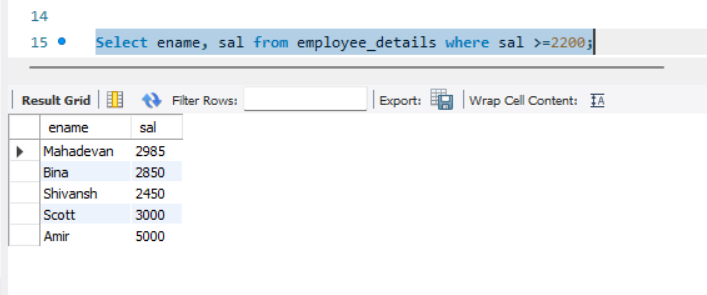 14
15 Select ename, sal from employee_details where sal >=2200;
Result Grid Filter Rows: Export: Wrap Cell Content: IA
ename sal
Mahadevan 2985
Bina 2850
Shivansh 2450
Scott 3000
Amir 5000